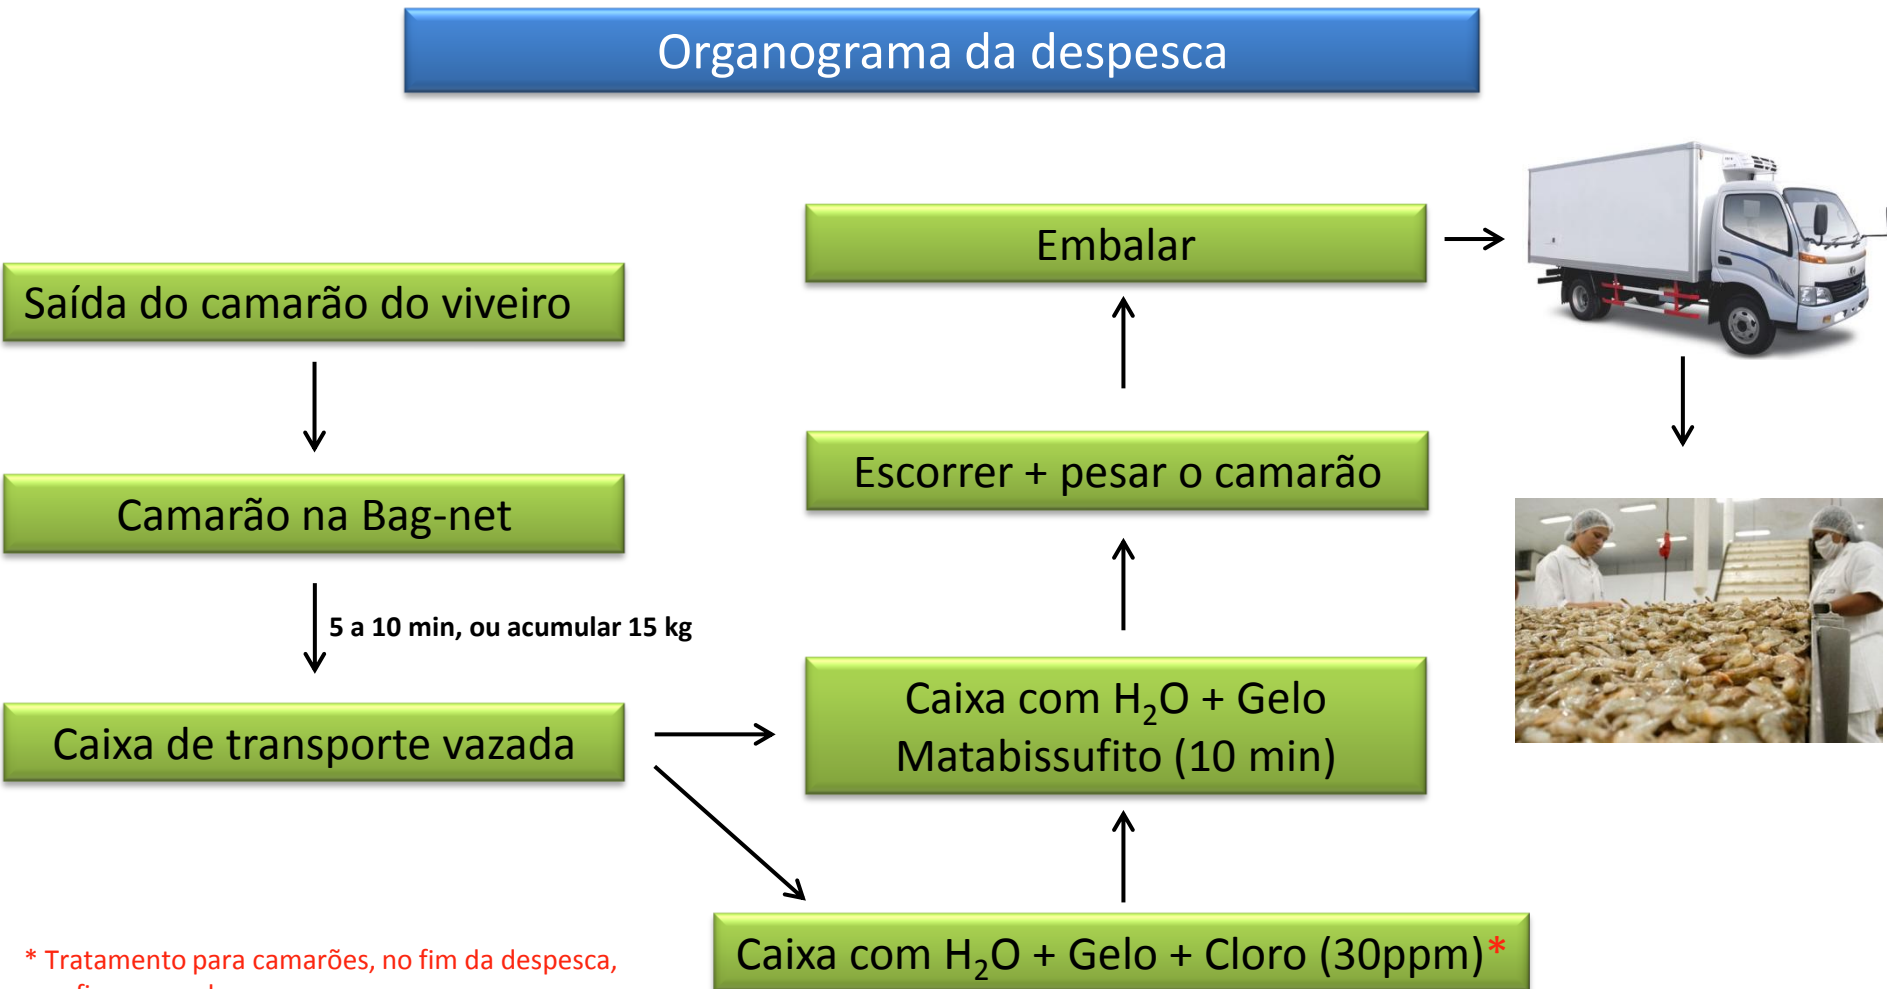 Organograma da despesca
Saída do camarão do viveiro
Camarão na Bag-net
5 a 10 min, ou acumular 15 kg
Caixa de transporte vazada
Embalar
Escorrer + pesar o camarão
Caixa com H₂O + Gelo
Matabissufito (10 min)
Caixa com H₂O + Gelo + Cloro (30ppm)*
* Tratamento para camarões, no fim da despesca,